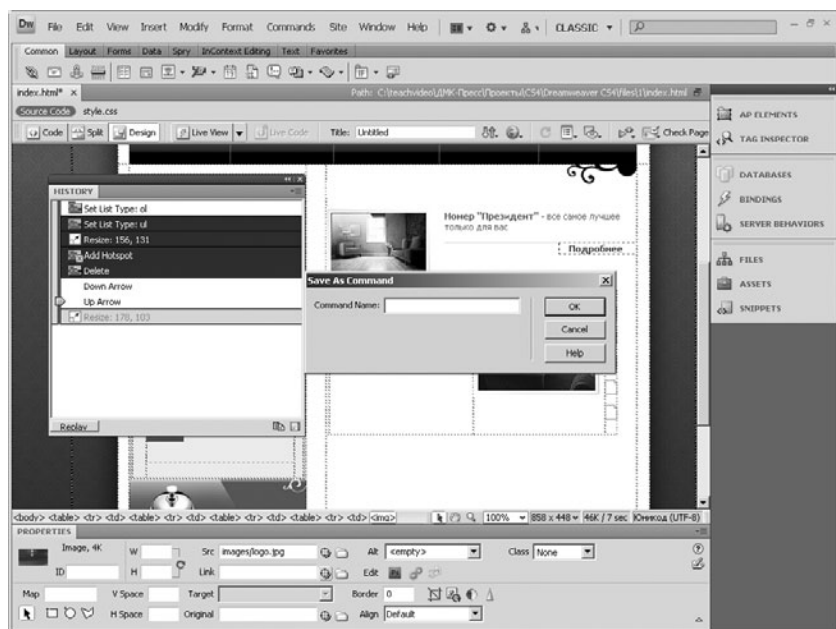 Dw File Edit View Insert Modify Format Commands Site Window Help CLASSIC
Common Layout Forms Data Spry InContext Editing Text Favorites
index.html* × Path: C:\teachvideo\ДМК-Пресс\Проекты\CS4\Dreamweaver CS4\files\1\index.html
Source Code style.css
Code Split Design Live View Live Code Title: Untitled Check Page
HISTORY
Set List Type: ol
Set List Type: ul
Resize: 156, 131
Add Hotspot
Delete
Down Arrow
Up Arrow
Resize: 178, 103
Replay
Номер "Президент" - все самое лучшее
только для вас
Подробнее
Save As Command
Command Name:
OK
Cancel
Help
AP ELEMENTS
TAG INSPECTOR
DATABASES
BINDINGS
SERVER BEHAVIORS
FILES
ASSETS
SNIPPETS
<body> <table> <tr> <td> <table> <tr> <td> <table> <tr> <td> <table> <tr> <td> <img> 100% 858 x 448 46K / 7 sec Юникод (UTF-8)
PROPERTIES
Image, 4K W Src images/logo.jpg Alt <empty> Class None
ID H Link Edit
Map V Space Target Border 0
H Space Original Align Default